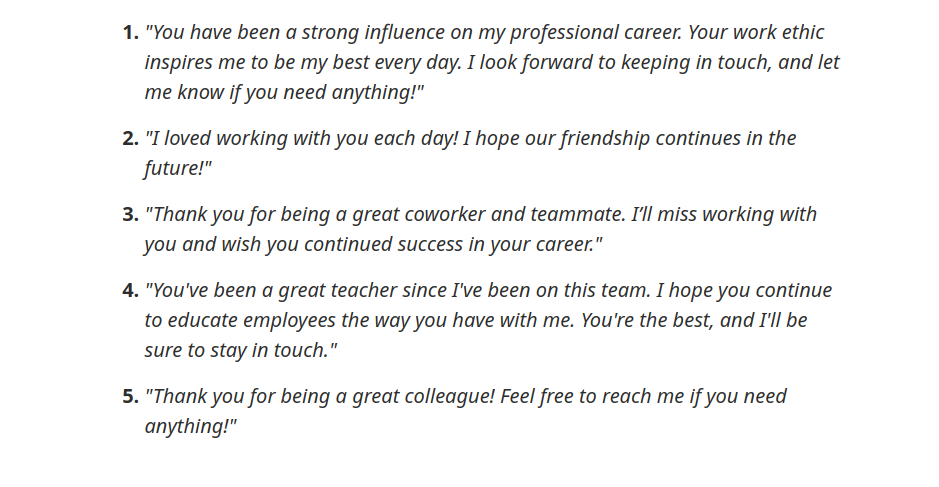 1. "You have been a strong influence on my professional career. Your work ethic
inspires me to be my best every day. I look forward to keeping in touch, and let
me know if you need anything!"
2. "I loved working with you each day! I hope our friendship continues in the
future!"
3. "Thank you for being a great coworker and teammate. I’ll miss working with
you and wish you continued success in your career."
4. "You've been a great teacher since I've been on this team. I hope you continue
to educate employees the way you have with me. You're the best, and I'll be
sure to stay in touch."
5. "Thank you for being a great colleague! Feel free to reach me if you need
anything!"